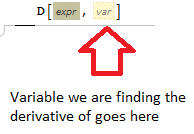 D[expr, var]
Variable we are finding the
derivative of goes here